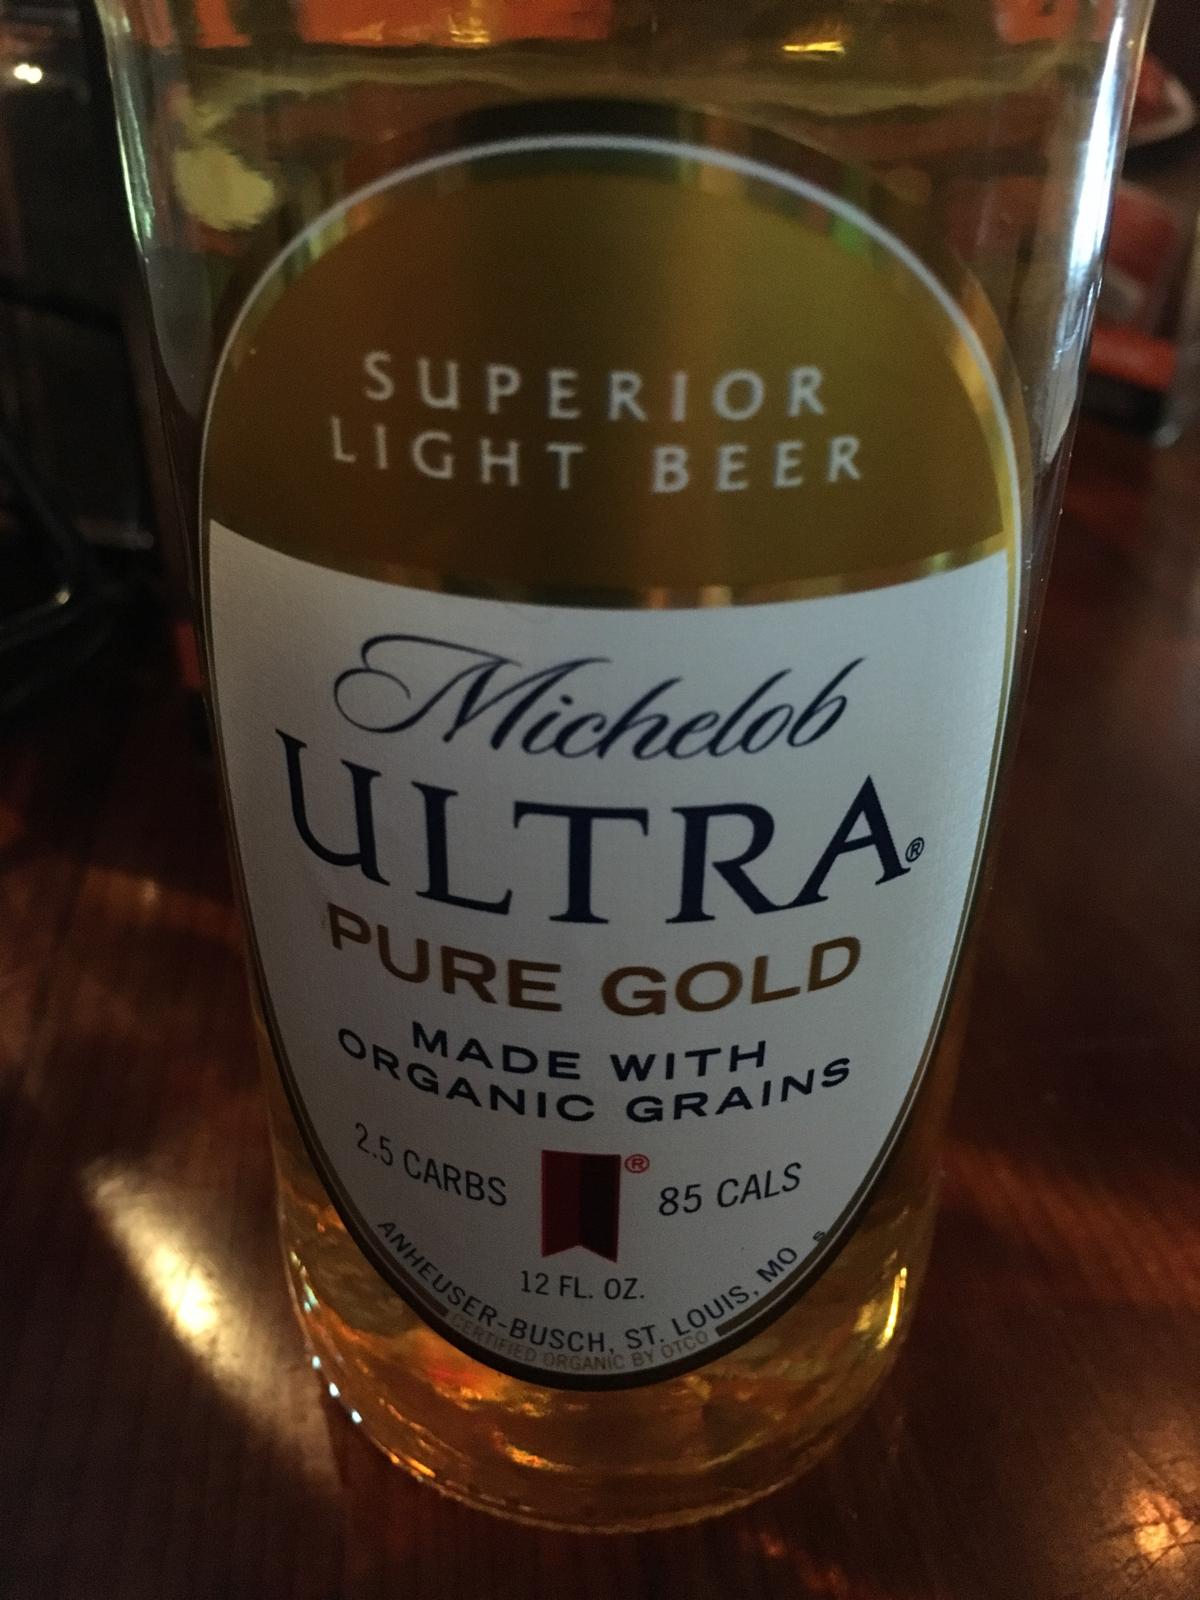 SUPERIOR
LIGHT BEER
Michelob
ULTRA®
PURE GOLD
MADE WITH
ORGANIC GRAINS
2.5 CARBS ® 85 CALS
12 FL. OZ.
ANHEUSER-BUSCH, ST. LOUIS, MO
CERTIFIED ORGANIC BY OTCO